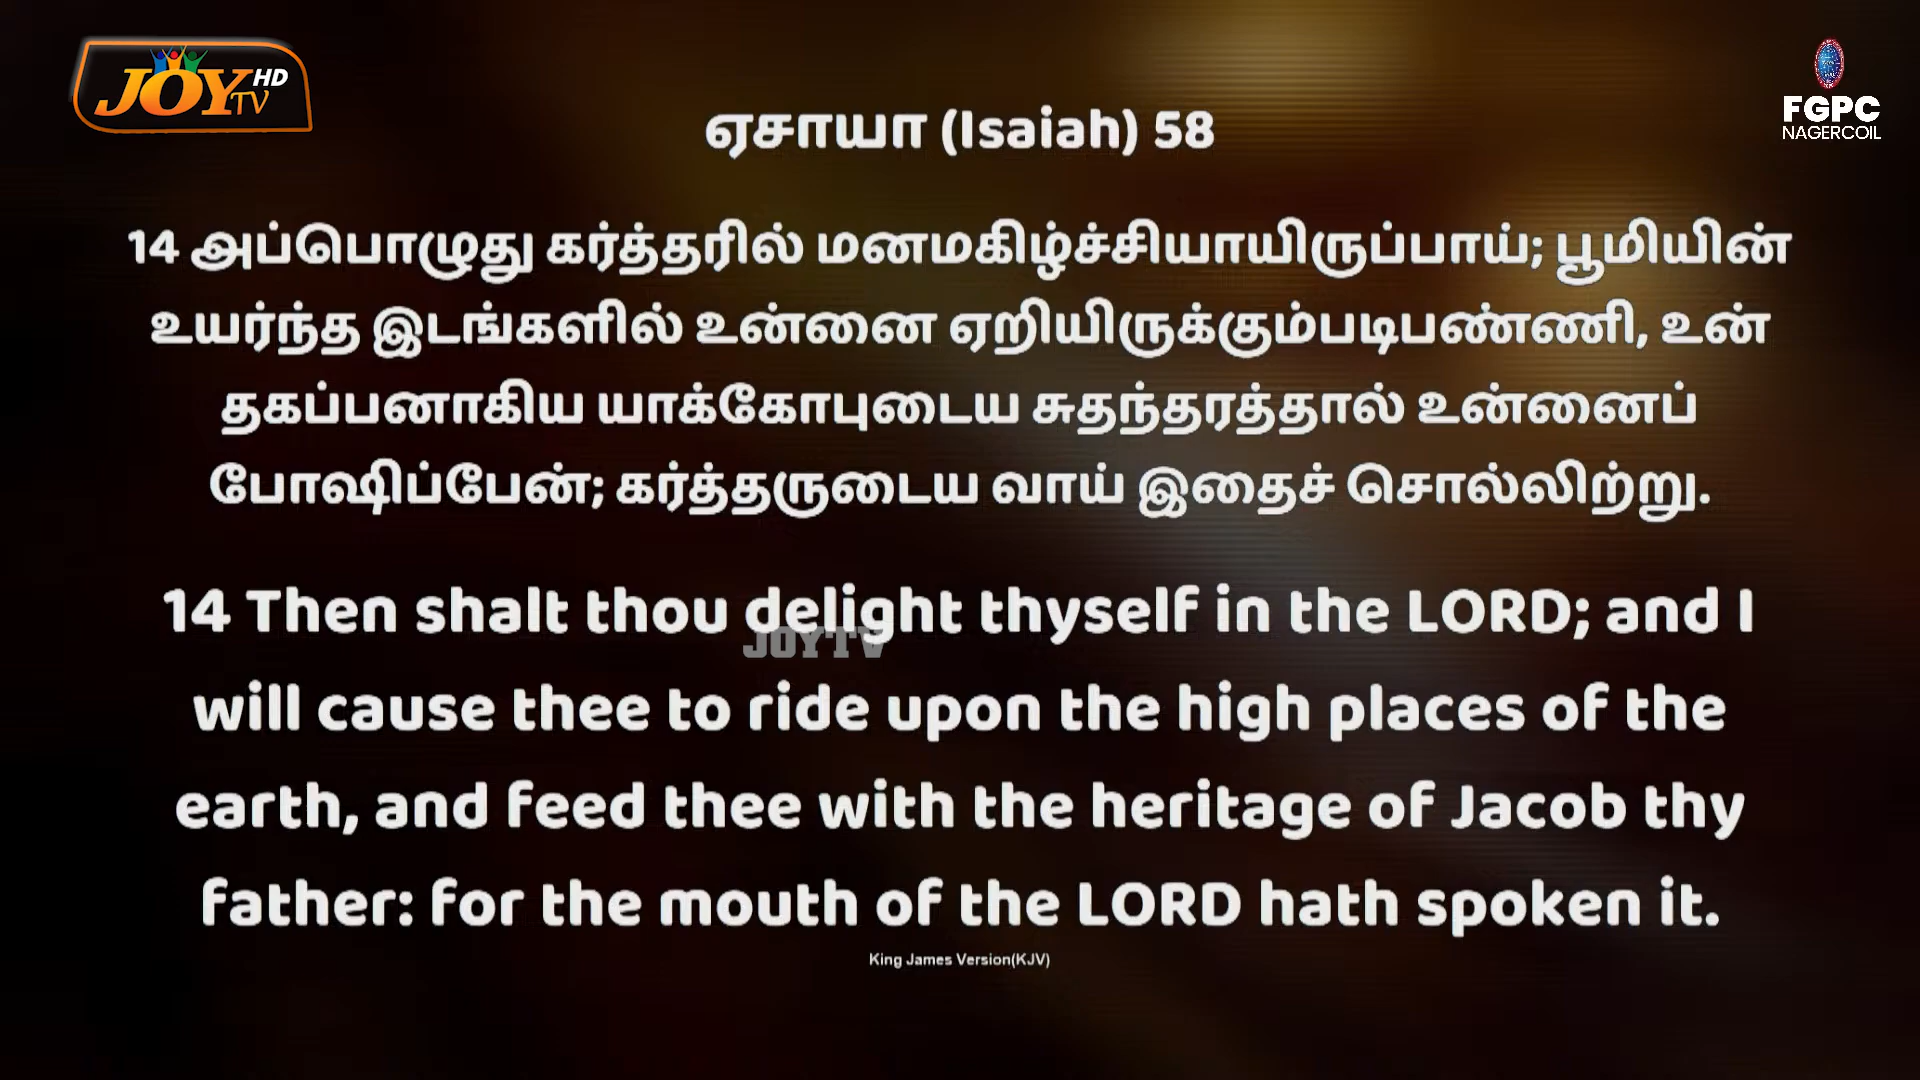 JOY TV HD
FGPC
NAGERCOIL
ஏசாயா (Isaiah) 58
14 அப்பொழுது கர்த்தரில் மனமகிழ்ச்சியாயிருப்பாய்; பூமியின்
உயர்ந்த இடங்களில் உன்னை ஏறியிருக்கும்படிபண்ணி, உன்
தகப்பனாகிய யாக்கோபுடைய சுதந்தரத்தால் உன்னைப்
போஷிப்பேன்; கர்த்தருடைய வாய் இதைச் சொல்லிற்று.
14 Then shalt thou delight thyself in the LORD; and I
JOYTV
will cause thee to ride upon the high places of the
earth, and feed thee with the heritage of Jacob thy
father: for the mouth of the LORD hath spoken it.
King James Version(KJV)